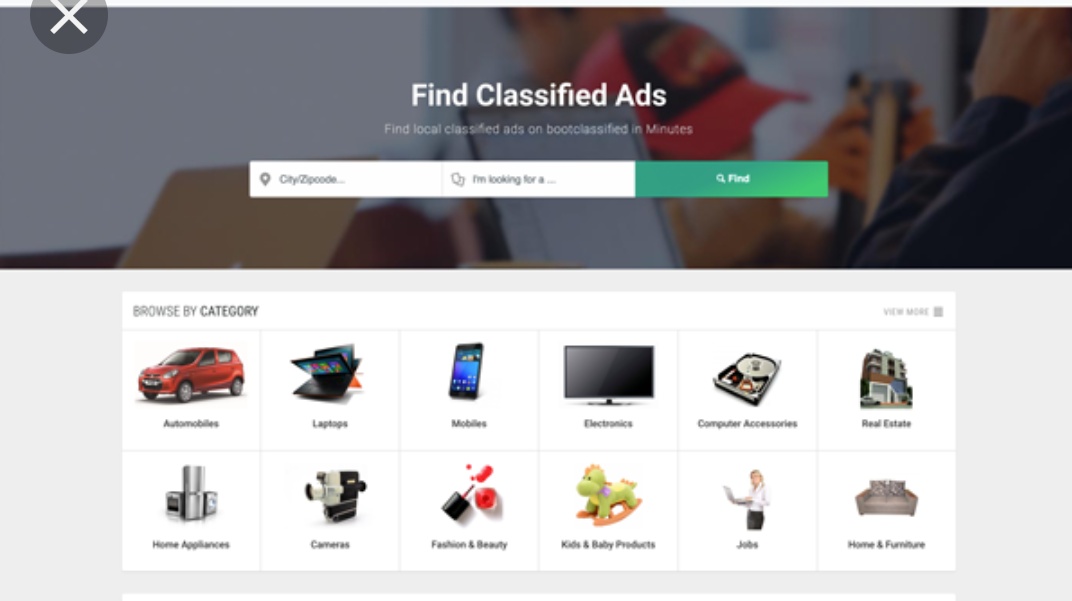 Find Classified Ads
Find local classified ads on bootclassified in Minutes
City/Zipcode...
I'm looking for a ...
Find
BROWSE BY CATEGORY
VIEW MORE
Automobiles
Laptops
Mobiles
Electronics
Computer Accessories
Real Estate
Home Appliances
Cameras
Fashion & Beauty
Kids & Baby Products
Jobs
Home & Furniture